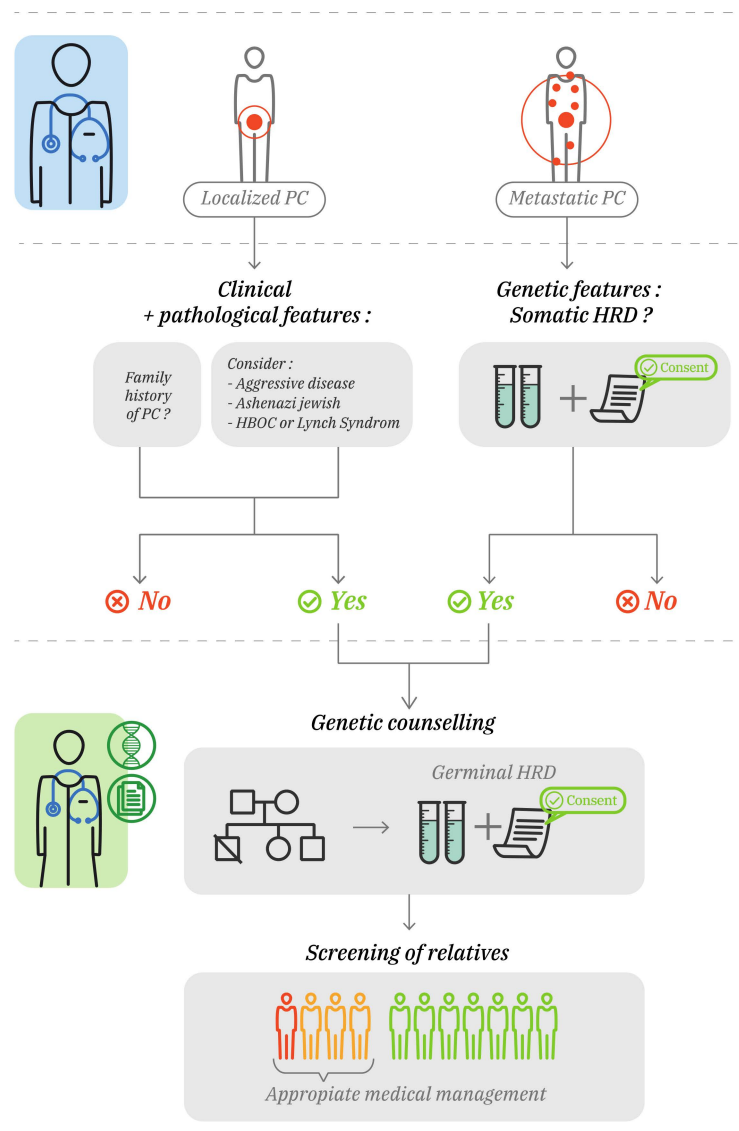 Localized PC
Metastatic PC
Clinical
+ pathological features :
Genetic features :
Somatic HRD ?
Family
history
of PC ?
Consider :
- Aggressive disease
- Ashenazi jewish
- HBOC or Lynch Syndrom
Consent
No
Yes
Yes
No
Genetic counselling
Germinal HRD
Consent
Screening of relatives
Appropiate medical management